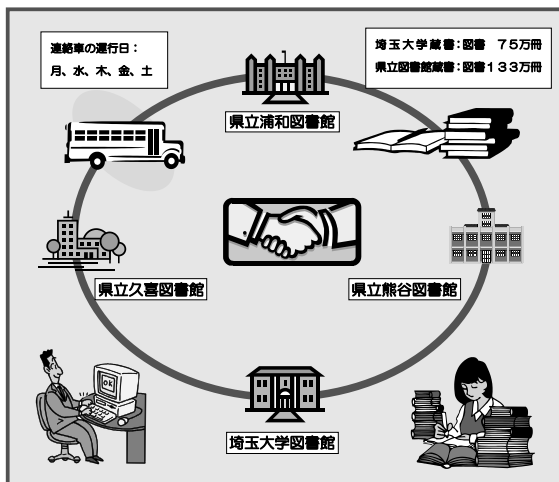 連絡車の運行日：
月、水、木、金、土
埼玉大学蔵書：図書 75万冊
県立図書館蔵書：図書133万冊
県立浦和図書館
県立久喜図書館
県立熊谷図書館
OK
埼玉大学図書館